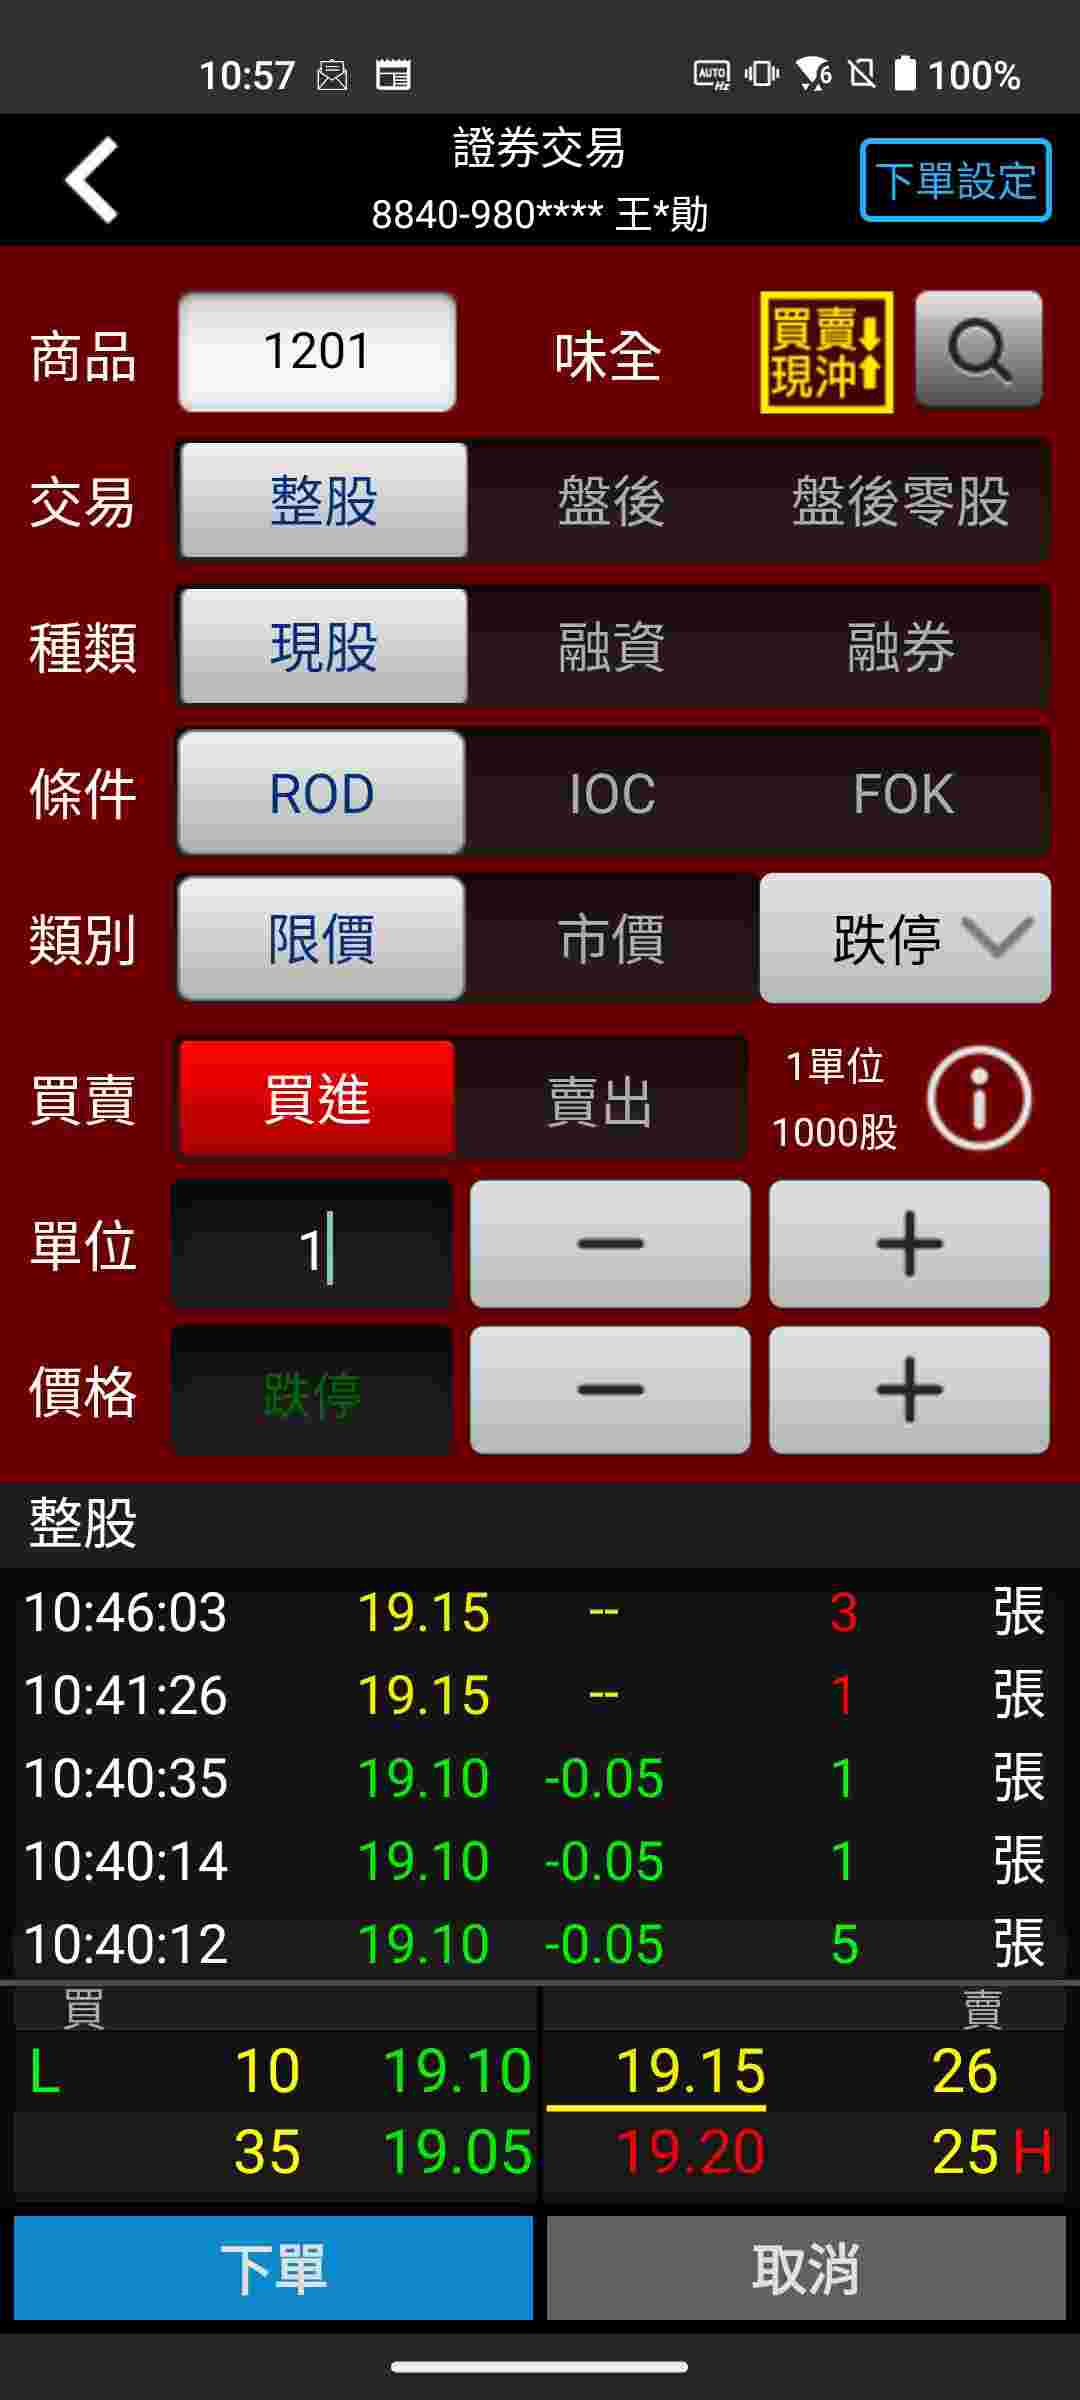 10:57 AUTO Hz 6 100%
證券交易
8840-980**** 王*勛
下單設定
商品 1201 味全 買賣現沖
交易 整股 盤後 盤後零股
種類 現股 融資 融券
條件 ROD IOC FOK
類別 限價 市價 跌停
買賣 買進 賣出 1單位 1000股
單位 1 − +
價格 跌停 − +
整股
10:46:03 19.15 -- 3 張
10:41:26 19.15 -- 1 張
10:40:35 19.10 -0.05 1 張
10:40:14 19.10 -0.05 1 張
10:40:12 19.10 -0.05 5 張
買 賣
L 10 19.10 19.15 26
35 19.05 19.20 25 H
下單 取消